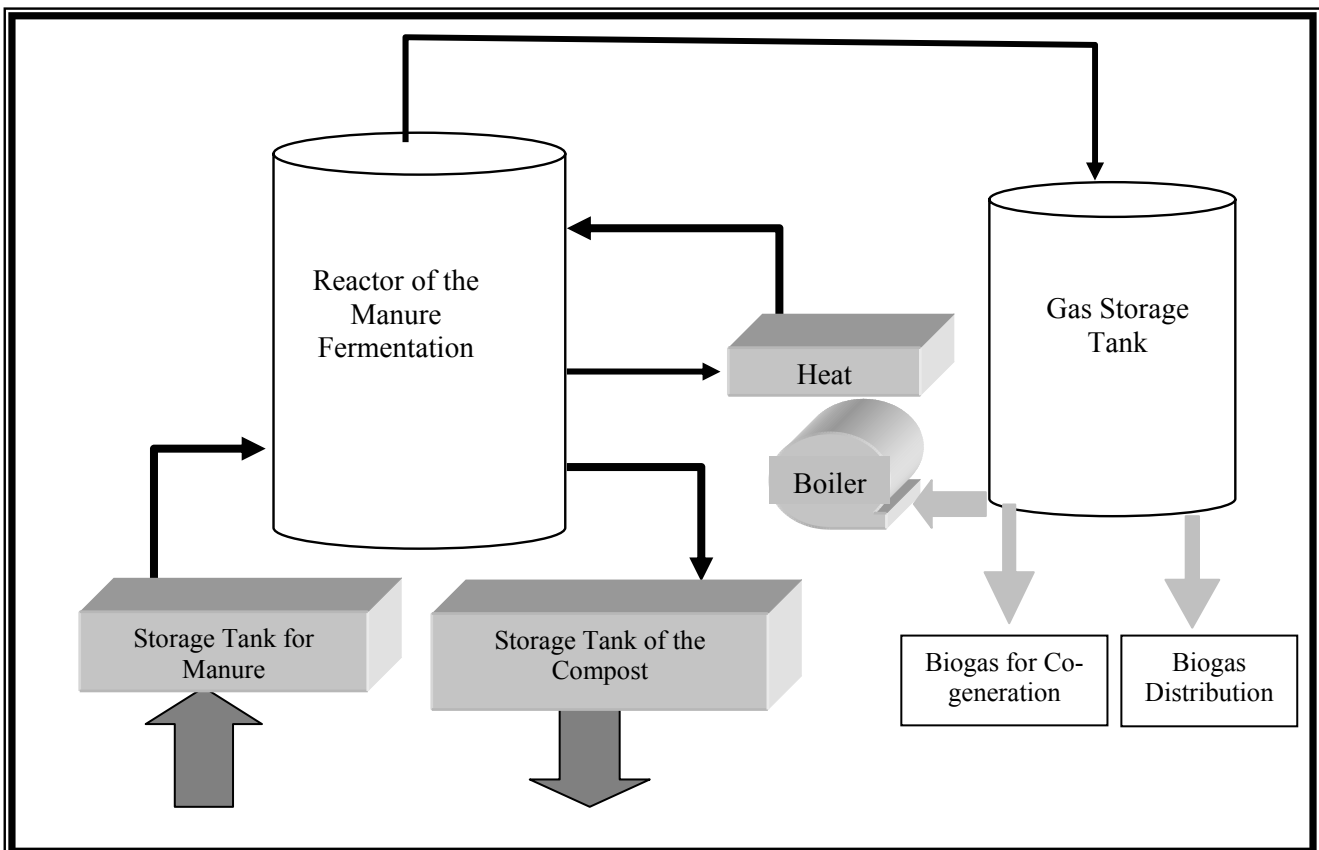 Reactor of the
Manure
Fermentation
Gas Storage
Tank
Heat
Boiler
Storage Tank for
Manure
Storage Tank of the
Compost
Biogas for Co-
generation
Biogas
Distribution